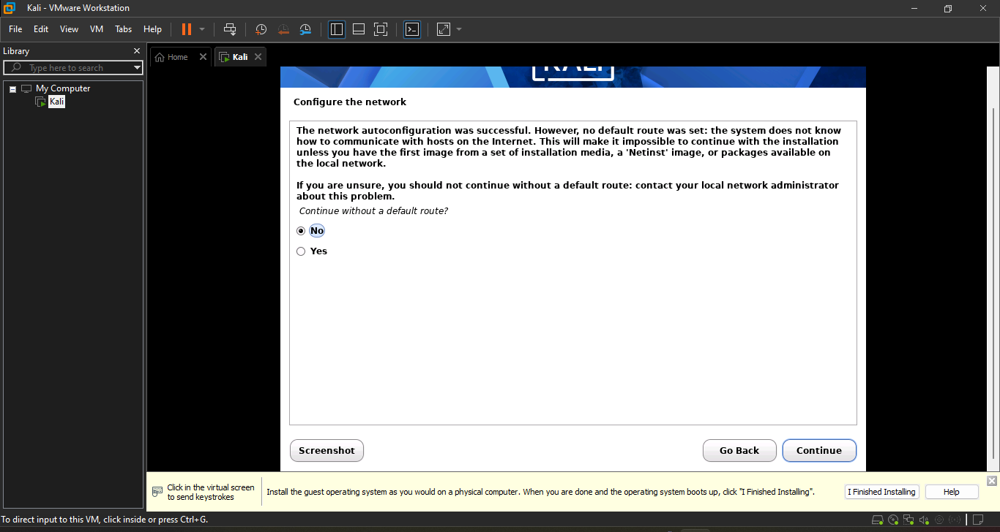 Kali - VMware Workstation
File Edit View VM Tabs Help
Library
Home
Kali
Type here to search
My Computer
Kali
KALI
Configure the network
The network autoconfiguration was successful. However, no default route was set: the system does not know
how to communicate with hosts on the Internet. This will make it impossible to continue with the installation
unless you have the first image from a set of installation media, a 'Netinst' image, or packages available on
the local network.
If you are unsure, you should not continue without a default route: contact your local network administrator
about this problem.
Continue without a default route?
No
Yes
Screenshot
Go Back
Continue
Click in the virtual screen
to send keystrokes
Install the guest operating system as you would on a physical computer. When you are done and the operating system boots up, click "I Finished Installing".
I Finished Installing
Help
To direct input to this VM, click inside or press Ctrl+G.